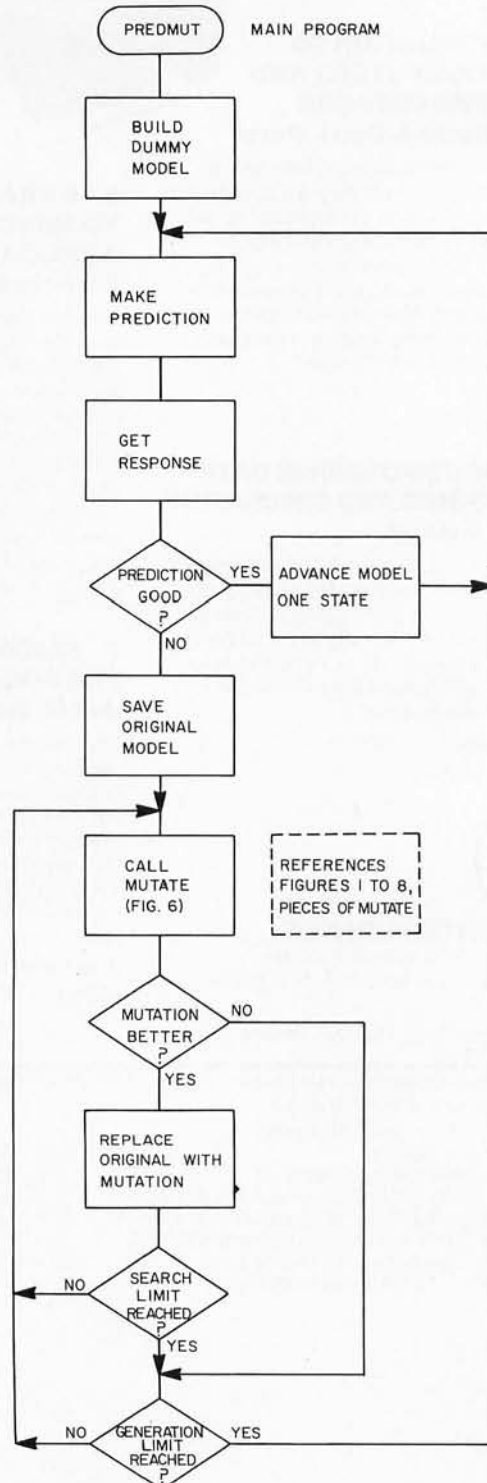 PREDMUT MAIN PROGRAM
BUILD
DUMMY
MODEL
MAKE
PREDICTION
GET
RESPONSE
PREDICTION
GOOD
?
YES
ADVANCE MODEL
ONE STATE
NO
SAVE
ORIGINAL
MODEL
CALL
MUTATE
(FIG. 6)
REFERENCES
FIGURES 1 TO 8,
PIECES OF MUTATE
MUTATION
BETTER
?
NO
YES
REPLACE
ORIGINAL WITH
MUTATION
NO
SEARCH
LIMIT
REACHED
?
YES
NO
GENERATION
LIMIT
REACHED
?
YES